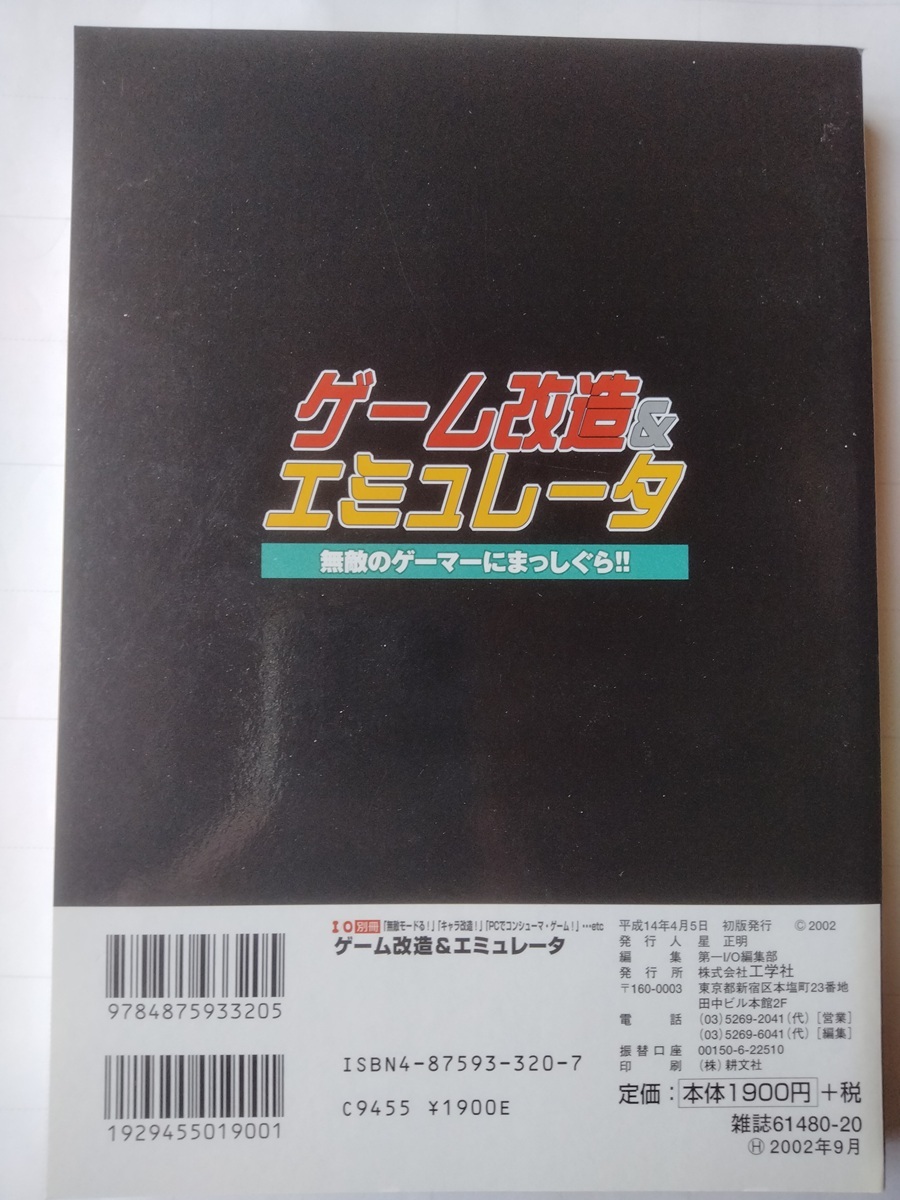 ゲーム改造&
エミュレータ
無敵のゲーマーにまっしぐら!!
9784875933205
1929455019001
I O 別冊 「無敵モードる!」「キャラ改造!」「PCでコンシューマ・ゲーム!」…etc
ゲーム改造&エミュレータ
ISBN4-87593-320-7
C9455 ¥1900E
平成14年4月5日 初版発行 ©2002
発行人 星 正明
編集 第一I/O編集部
発行所 株式会社工学社
〒160-0003 東京都新宿区本塩町23番地
田中ビル本館2F
電話 (03)5269-2041(代) [営業]
(03)5269-6041(代) [編集]
振替口座 00150-6-22510
印刷 (株)耕文社
定価:本体1900円+税
雑誌61480-20
Ⓗ2002年9月